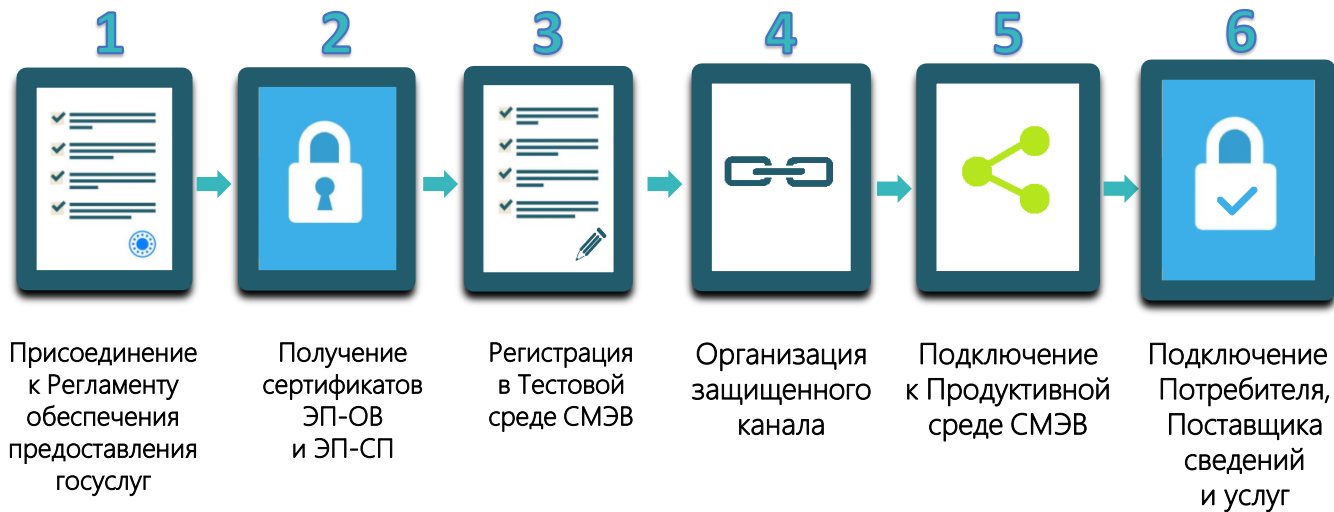 1
2
3
4
5
6
Присоединение
к Регламенту
обеспечения
предоставления
госуслуг
Получение
сертификатов
ЭП-ОВ
и ЭП-СП
Регистрация
в Тестовой
среде СМЭВ
Организация
защищенного
канала
Подключение
к Продуктивной
среде СМЭВ
Подключение
Потребителя,
Поставщика
сведений
и услуг